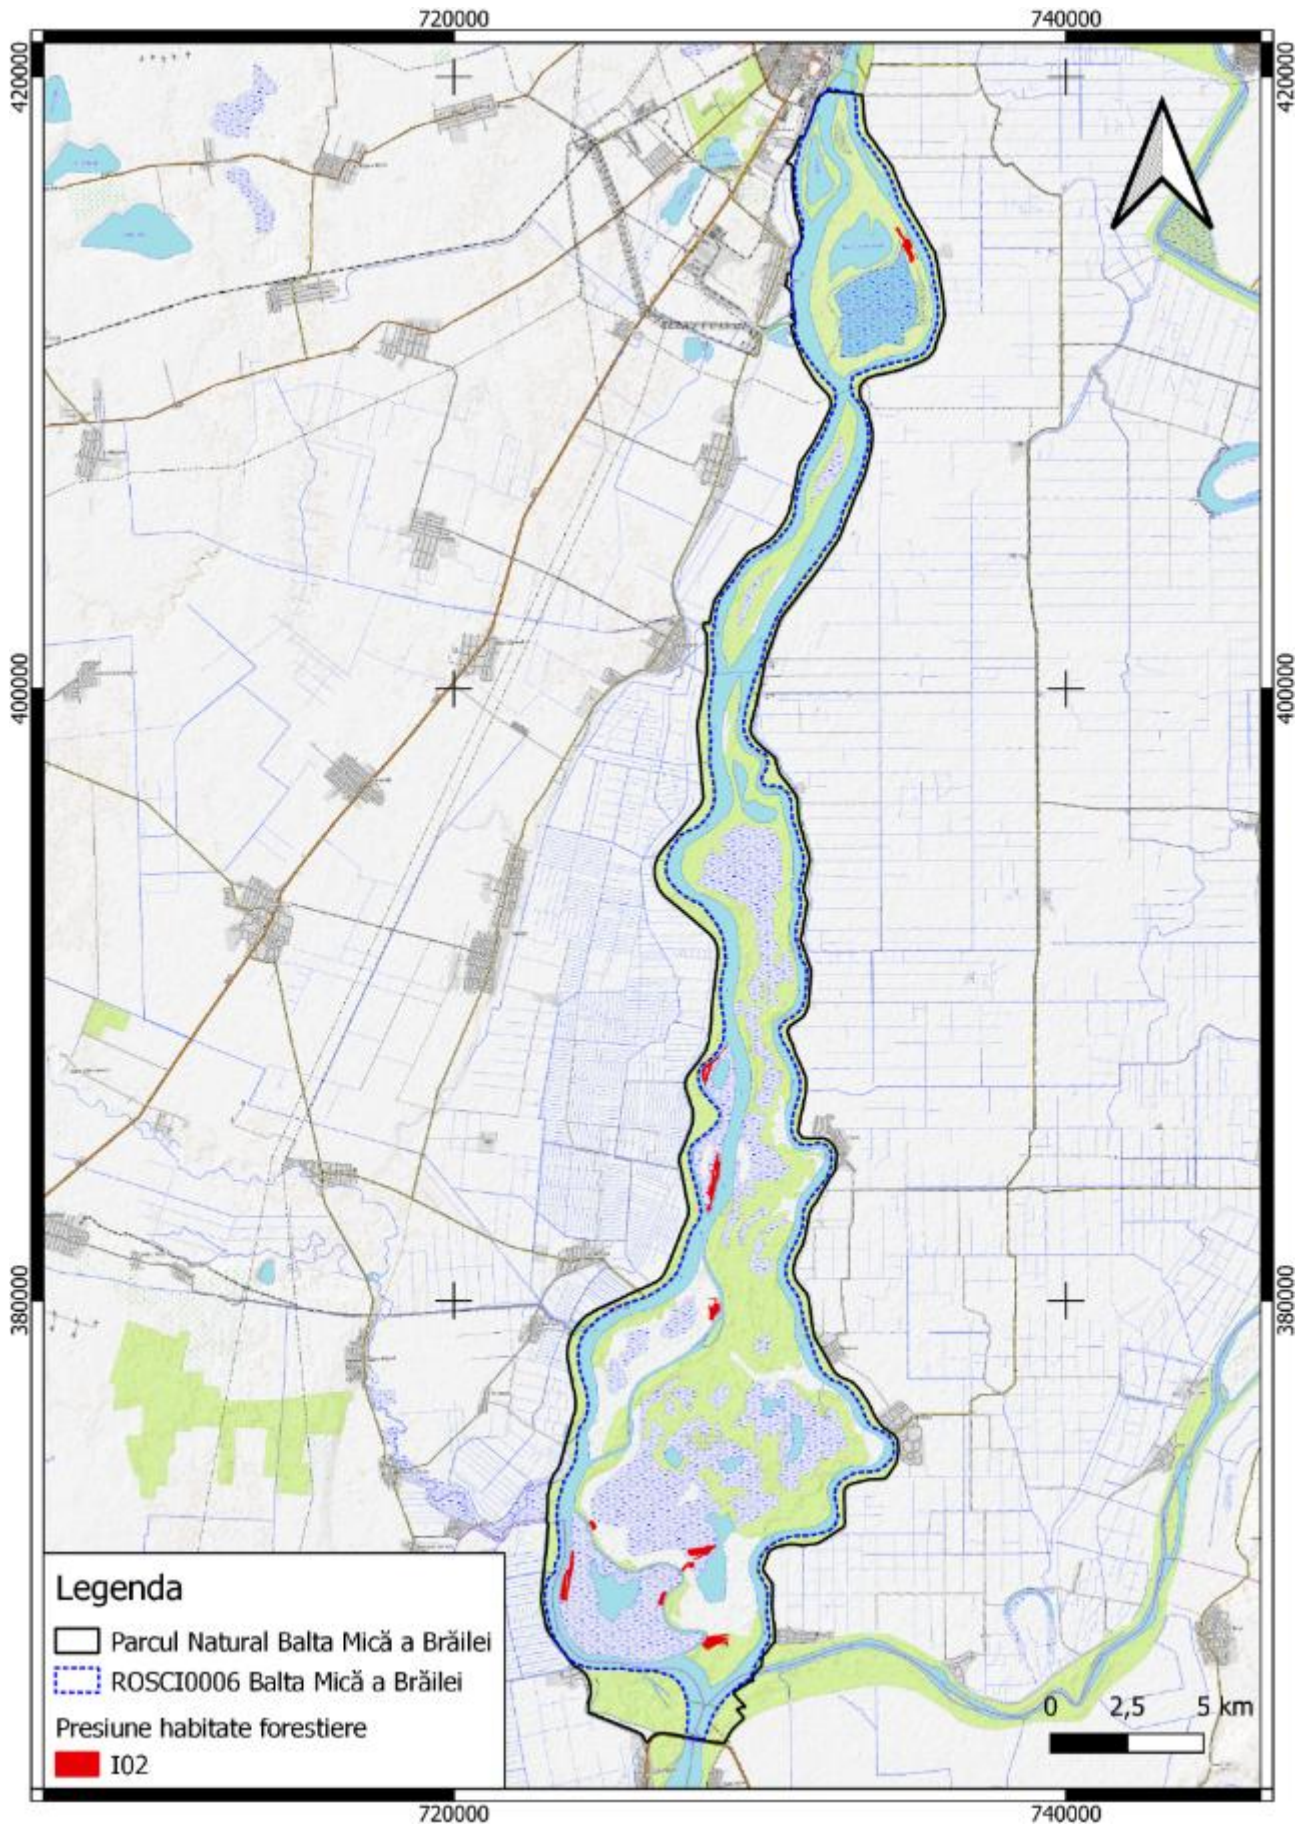 720000 740000
420000 420000
400000 400000
380000 380000
Legenda
Parcul Natural Balta Mică a Brăilei
ROSCI0006 Balta Mică a Brăilei
Presiune habitate forestiere
I02
0 2,5 5 km
720000 740000